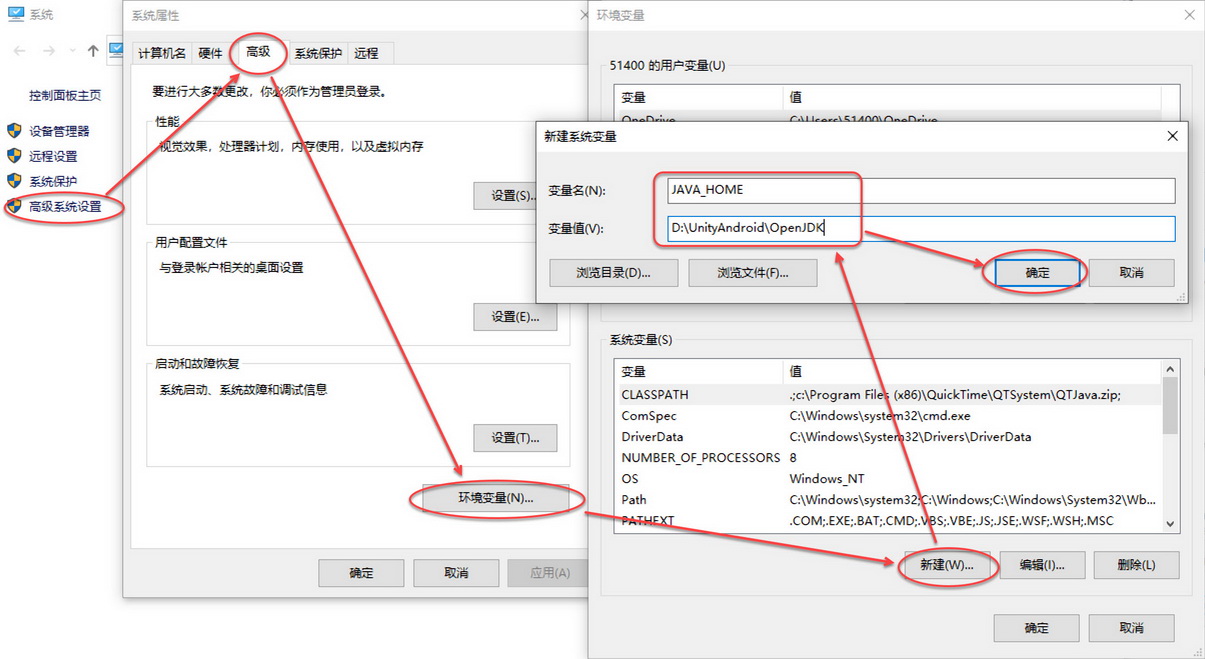 系统
控制面板主页
设备管理器
远程设置
系统保护
高级系统设置
系统属性
计算机名 硬件 高级 系统保护 远程
要进行大多数更改，你必须作为管理员登录。
性能
视觉效果，处理器计划，内存使用，以及虚拟内存
设置(S)..
用户配置文件
与登录帐户相关的桌面设置
设置(E)...
启动和故障恢复
系统启动、系统故障和调试信息
设置(T)...
环境变量(N)...
确定 取消 应用(A)
环境变量
51400 的用户变量(U)
变量 值
OneDrive C:\Users\51400\OneDrive
新建系统变量
变量名(N): JAVA_HOME
变量值(V): D:\UnityAndroid\OpenJDK
浏览目录(D)... 浏览文件(F)... 确定 取消
系统变量(S)
变量 值
CLASSPATH .;c:\Program Files (x86)\QuickTime\QTSystem\QTJava.zip;
ComSpec C:\Windows\system32\cmd.exe
DriverData C:\Windows\System32\Drivers\DriverData
NUMBER_OF_PROCESSORS 8
OS Windows_NT
Path C:\Windows\system32;C:\Windows;C:\Windows\System32\Wb...
PATHEXT .COM;.EXE;.BAT;.CMD;.VBS;.VBE;.JS;.JSE;.WSF;.WSH;.MSC
新建(W)... 编辑(I)... 删除(L)
确定 取消